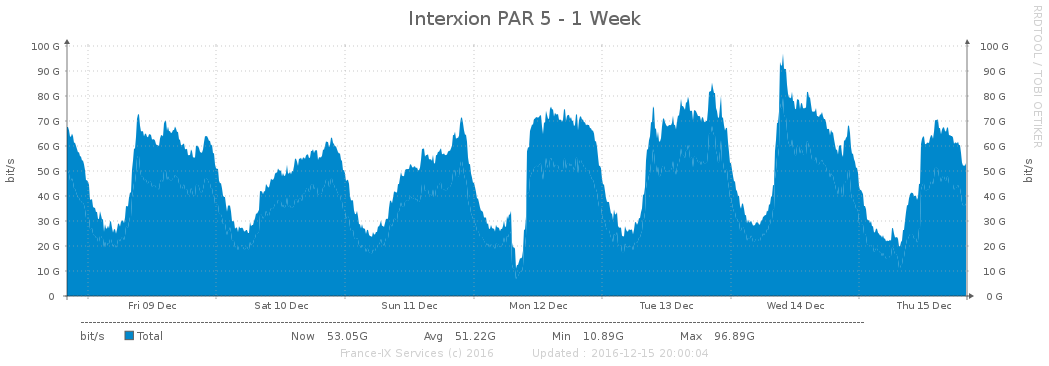 Interxion PAR 5 - 1 Week
RRDTOOL / TOBI OETIKER
bit/s
100 G 100 G
90 G 90 G
80 G 80 G
70 G 70 G
60 G 60 G
50 G 50 G
40 G 40 G
30 G 30 G
20 G 20 G
10 G 10 G
0 0 G
bit/s
Fri 09 Dec Sat 10 Dec Sun 11 Dec Mon 12 Dec Tue 13 Dec Wed 14 Dec Thu 15 Dec
bit/s Total Now 53.05G Avg 51.22G Min 10.89G Max 96.89G
France-IX Services (c) 2016 Updated : 2016-12-15 20:00:04